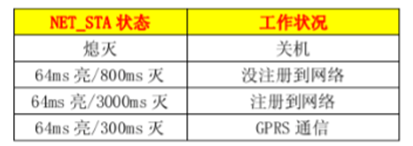 NET_STA 状态 工作状况
熄灭 关机
64ms 亮/800ms 灭 没注册到网络
64ms 亮/3000ms 灭 注册到网络
64ms 亮/300ms 灭 GPRS 通信